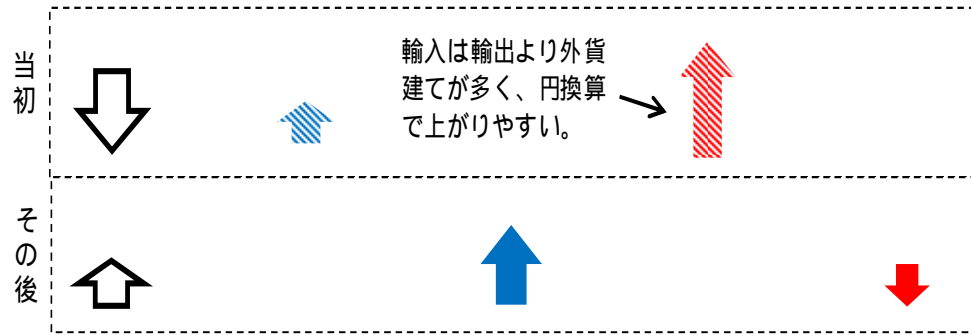 当初
輸入は輸出より外貨
建てが多く、円換算
で上がりやすい。
その後